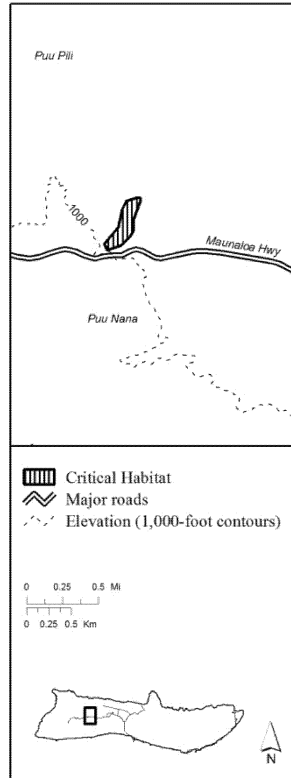 Puu Pili
1000
Maunaloa Hwy
Puu Nana
Critical Habitat
Major roads
Elevation (1,000-foot contours)
0 0.25 0.5 Mi
0 0.25 0.5 Km
N